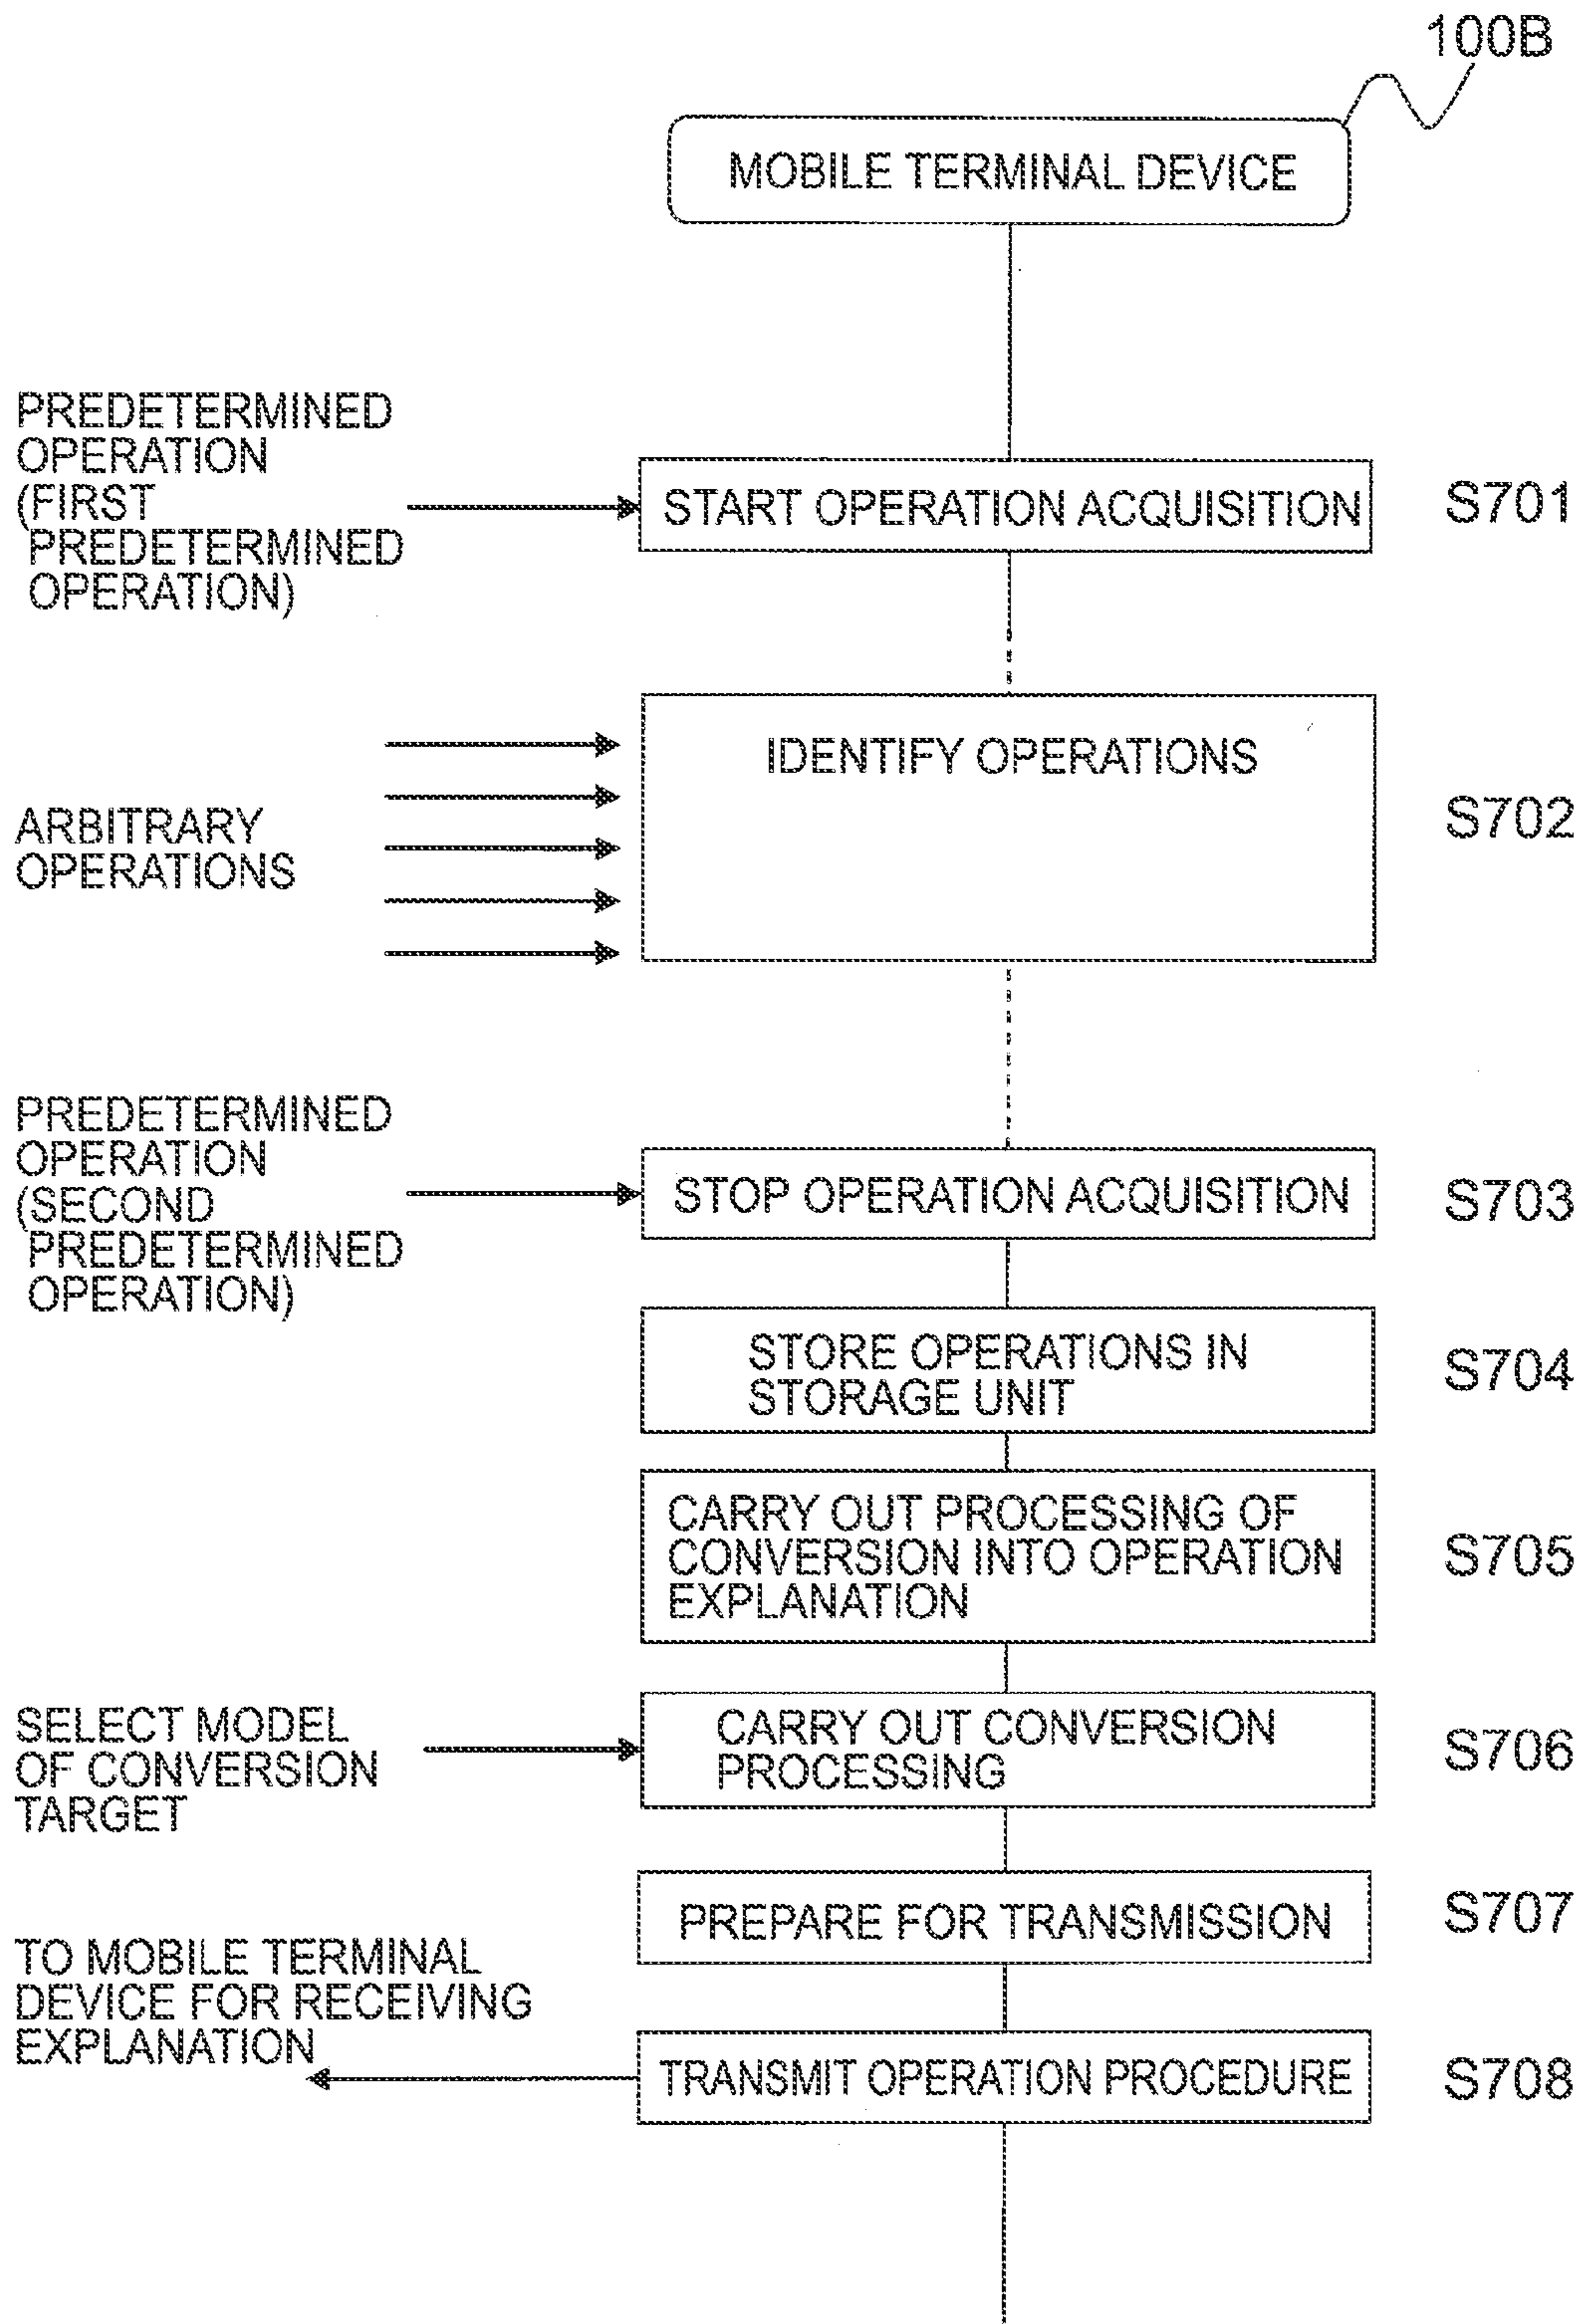 100B
MOBILE TERMINAL DEVICE
PREDETERMINED
OPERATION
(FIRST
PREDETERMINED
OPERATION)
START OPERATION ACQUISITION
S701
ARBITRARY
OPERATIONS
IDENTIFY OPERATIONS
S702
PREDETERMINED
OPERATION
(SECOND
PREDETERMINED
OPERATION)
STOP OPERATION ACQUISITION
S703
STORE OPERATIONS IN
STORAGE UNIT
S704
CARRY OUT PROCESSING OF
CONVERSION INTO OPERATION
EXPLANATION
S705
SELECT MODEL
OF CONVERSION
TARGET
CARRY OUT CONVERSION
PROCESSING
S706
PREPARE FOR TRANSMISSION
S707
TO MOBILE TERMINAL
DEVICE FOR RECEIVING
EXPLANATION
TRANSMIT OPERATION PROCEDURE
S708